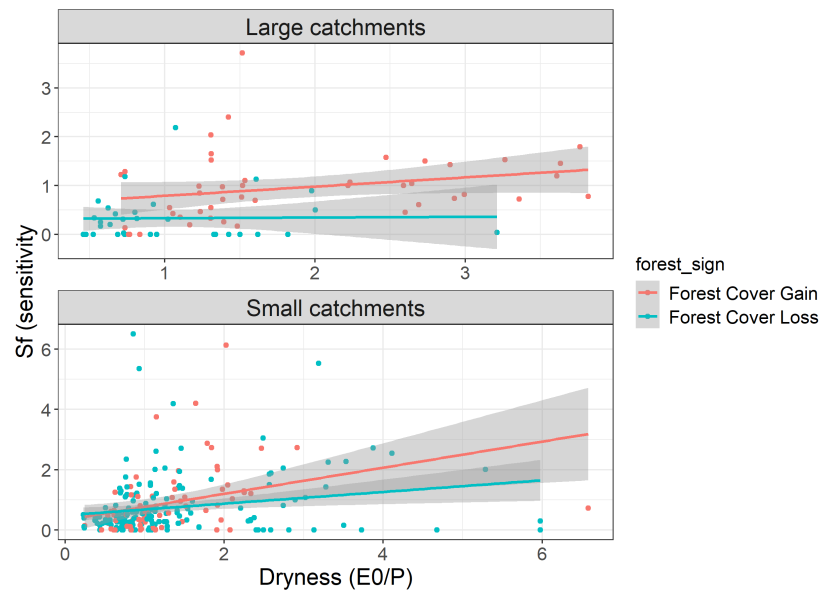 Large catchments
3
2
1
0
1
2
3
Sf (sensitivity
Small catchments
6
4
2
0
0
2
4
6
Dryness (E0/P)
forest_sign
Forest Cover Gain
Forest Cover Loss